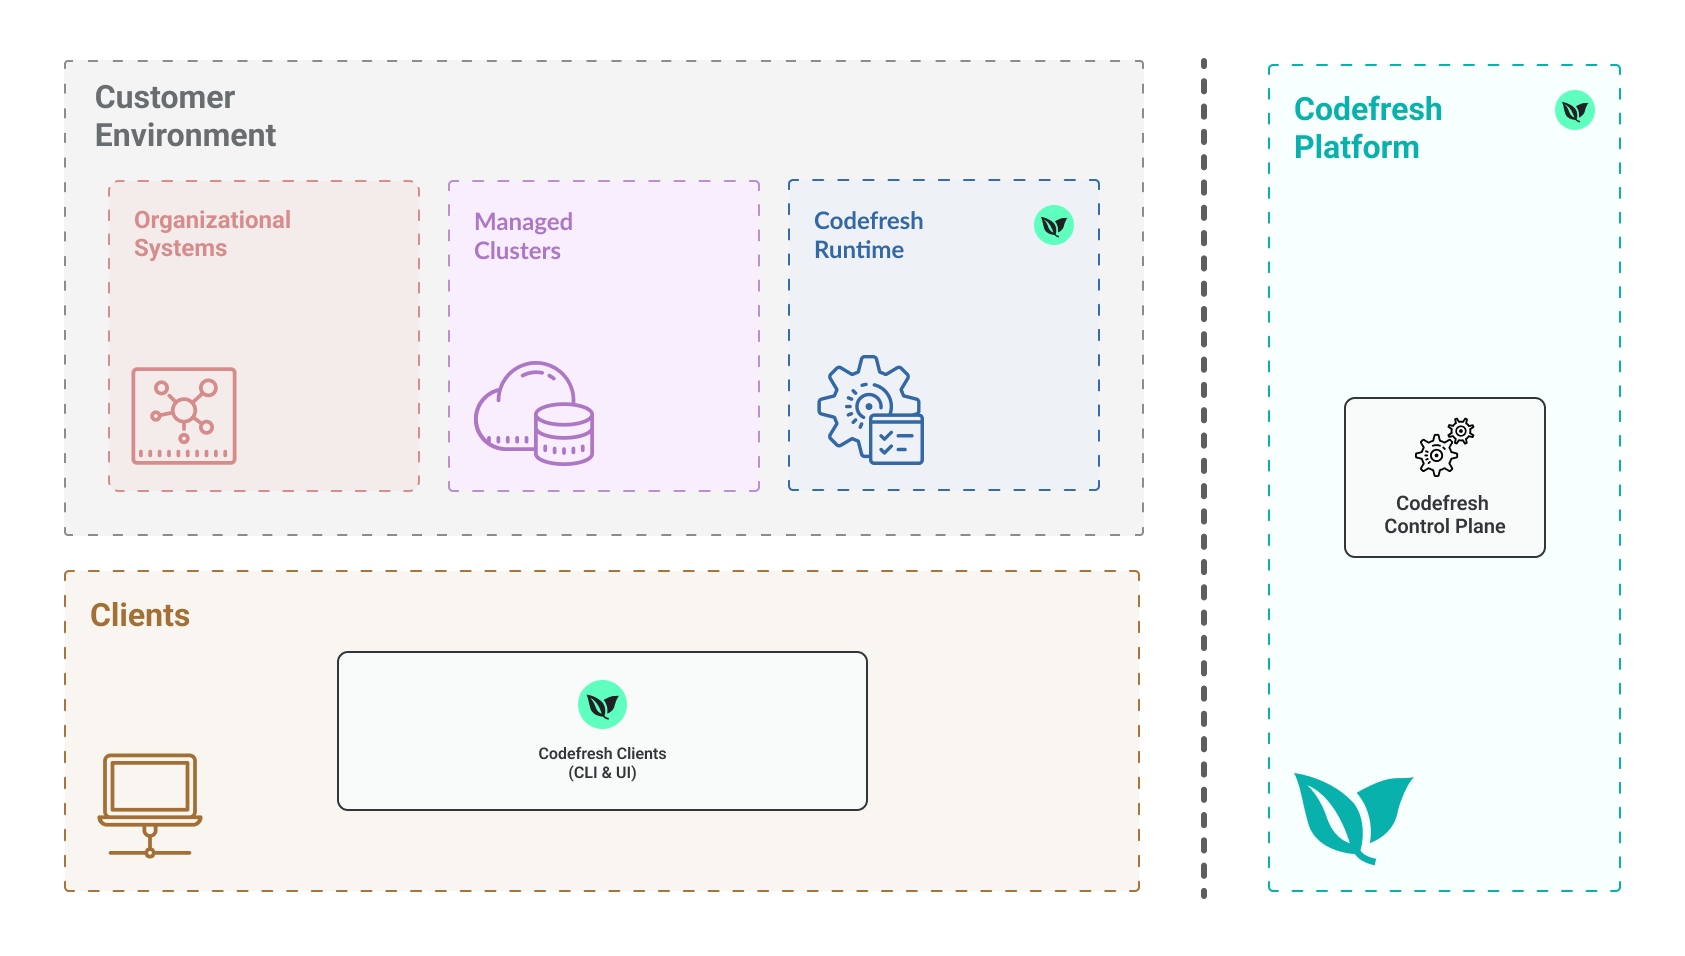 Customer
Environment
Organizational
Systems
Managed
Clusters
Codefresh
Runtime
Clients
Codefresh Clients
(CLI & UI)
Codefresh
Platform
Codefresh
Control Plane